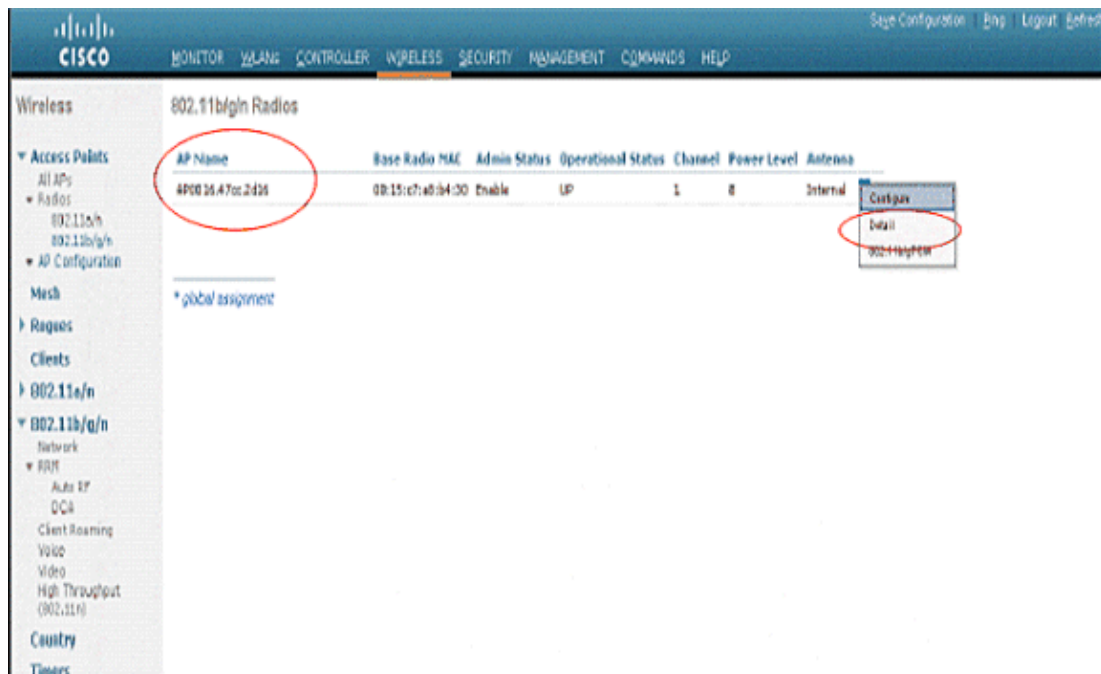 Save Configuration | Ping | Logout Refresh
CISCO
MONITOR WLANs CONTROLLER WIRELESS SECURITY MANAGEMENT COMMANDS HELP
Wireless
802.11b/g/n Radios
Access Points
All APs
Radios
802.11a/n
802.11b/g/n
AP Configuration
Mesh
Rogues
Clients
802.11a/n
802.11b/g/n
Network
RRM
Auto RF
DCA
Client Roaming
Voice
Video
High Throughput
(802.11n)
Country
Timers
AP Name Base Radio MAC Admin Status Operational Status Channel Power Level Antenna
AP0016.47cc.2d16 Enable UP 1 8 Internal
Configure
Detail
* global assignment